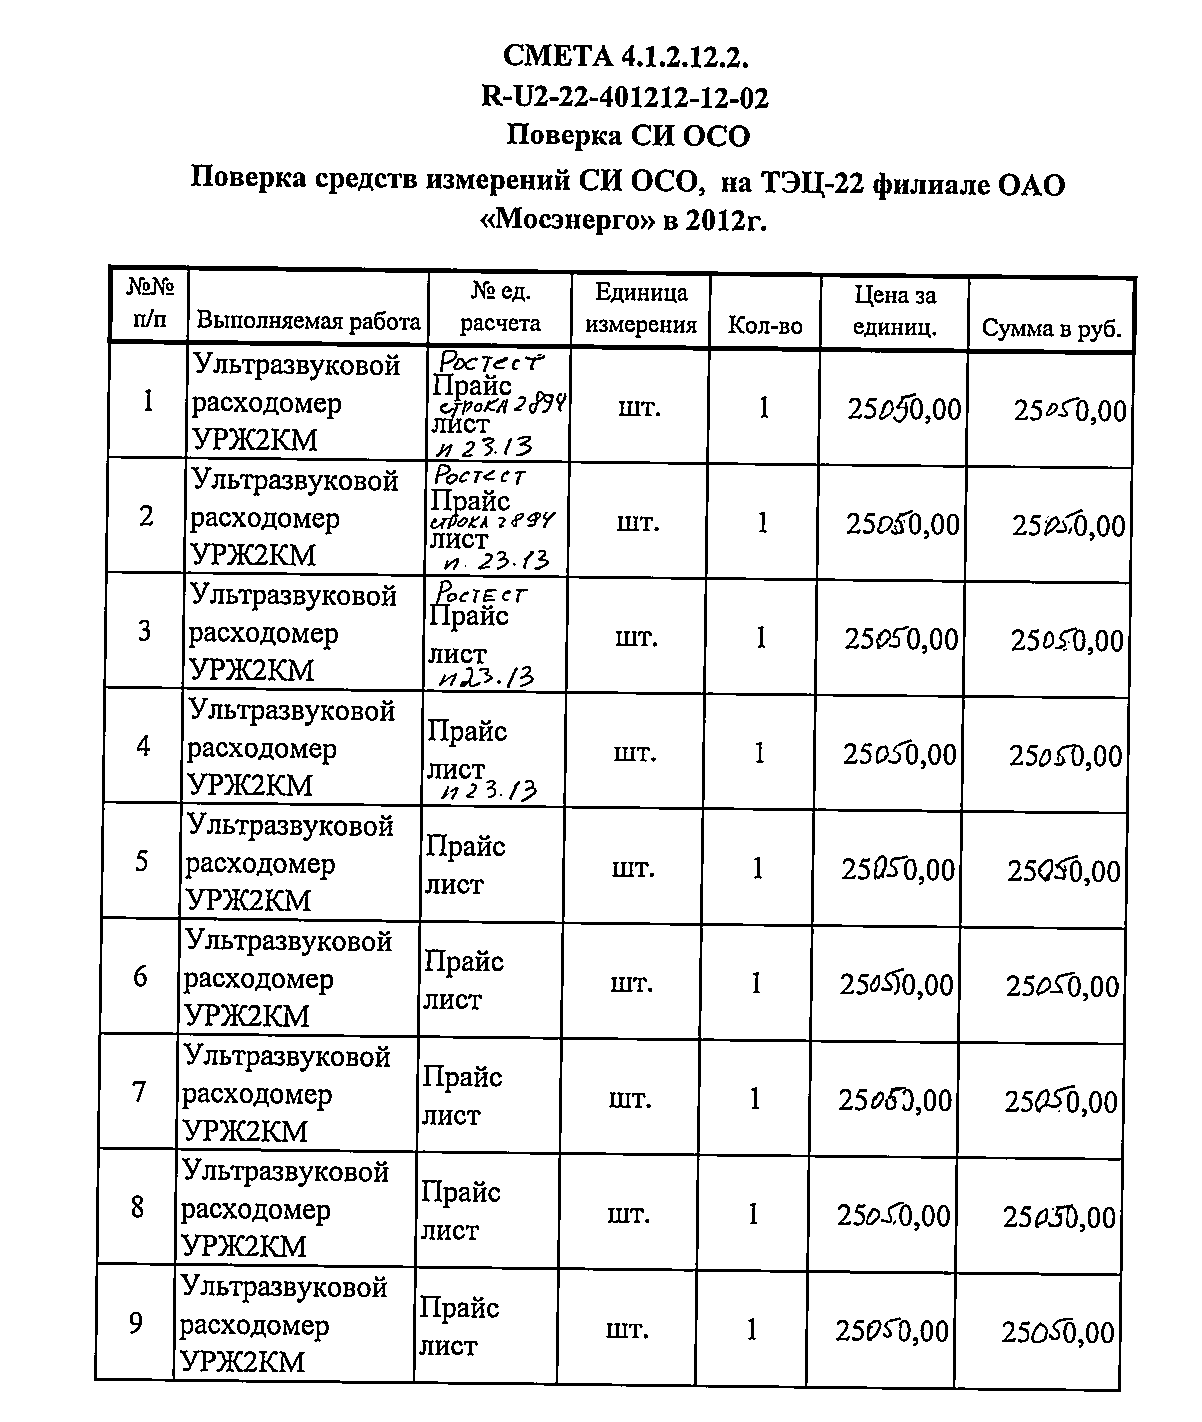 СМЕТА 4.1.2.12.2.
R-U2-22-401212-12-02
Поверка СИ ОСО
Поверка средств измерений СИ ОСО, на ТЭЦ-22 филиале ОАО
«Мосэнерго» в 2012г.
№№ п/п Выполняемая работа № ед. расчета Единица измерения Кол-во Цена за единиц. Сумма в руб.
1
Ультразвуковой
расходомер
УРЖ2КМ
Ростест
Прайс
строка 2894
лист
п 23.13
шт. 1 25050,00 25050,00
2
Ультразвуковой
расходомер
УРЖ2КМ
Ростест
Прайс
строка 2894
лист
п. 23.13
шт. 1 25050,00 25050,00
3
Ультразвуковой
расходомер
УРЖ2КМ
Ростест
Прайс
лист
п 23.13
шт. 1 25050,00 25050,00
4
Ультразвуковой
расходомер
УРЖ2КМ
Прайс
лист
п 23.13
шт. 1 25050,00 25050,00
5
Ультразвуковой
расходомер
УРЖ2КМ
Прайс
лист
шт. 1 25050,00 25050,00
6
Ультразвуковой
расходомер
УРЖ2КМ
Прайс
лист
шт. 1 25050,00 25050,00
7
Ультразвуковой
расходомер
УРЖ2КМ
Прайс
лист
шт. 1 25050,00 25050,00
8
Ультразвуковой
расходомер
УРЖ2КМ
Прайс
лист
шт. 1 25050,00 25050,00
9
Ультразвуковой
расходомер
УРЖ2КМ
Прайс
лист
шт. 1 25050,00 25050,00